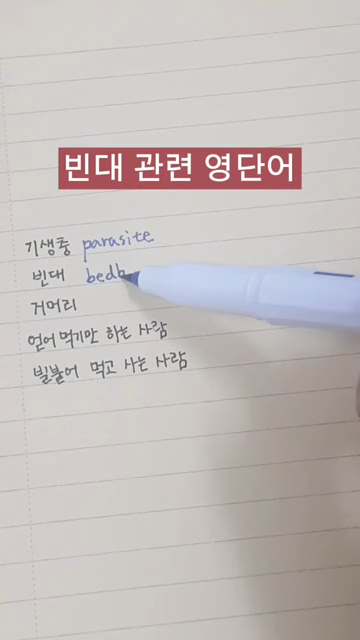 빈대 관련 영단어
기생충 parasite
빈대 bedb
거머리
얻어 먹기만 하는 사람
빌붙어 먹고 사는 사람